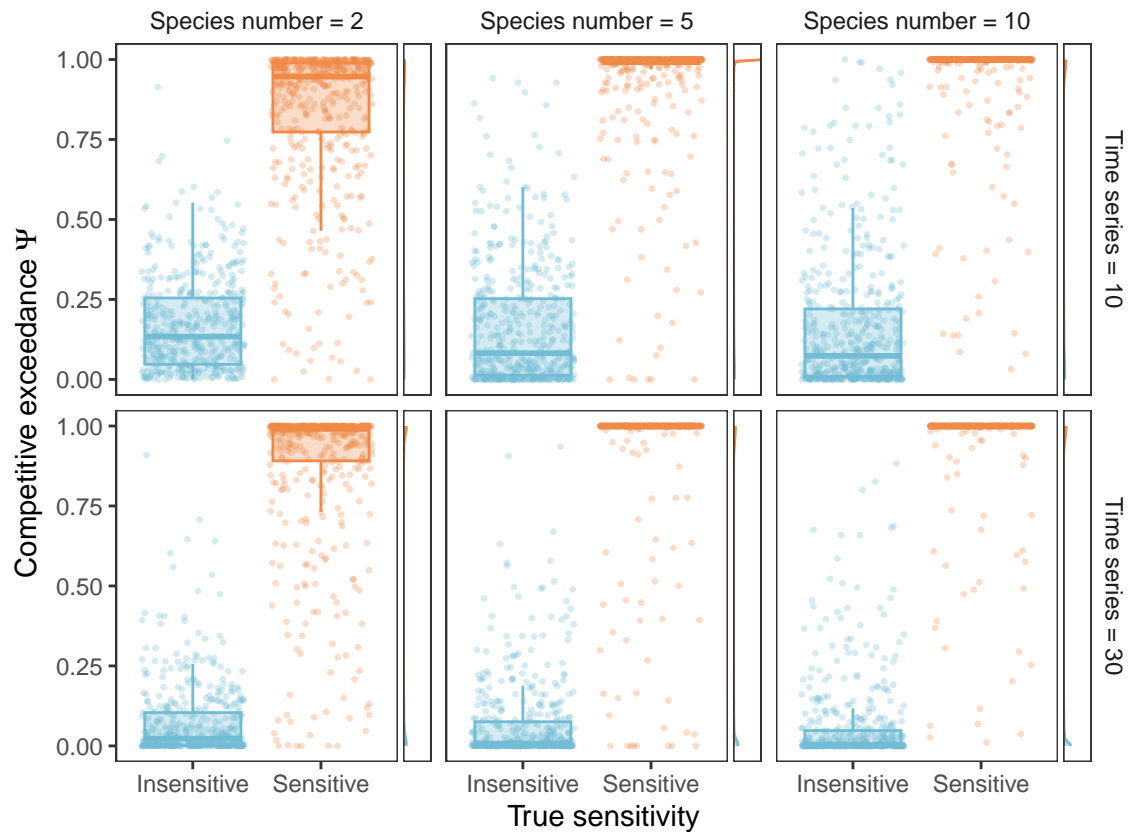 Species number = 2
Species number = 5
Species number = 10
Competitive exceedance Ψ
1.00
0.75
0.50
0.25
0.00
Time series = 10
1.00
0.75
0.50
0.25
0.00
Time series = 30
Insensitive Sensitive
Insensitive Sensitive
Insensitive Sensitive
True sensitivity